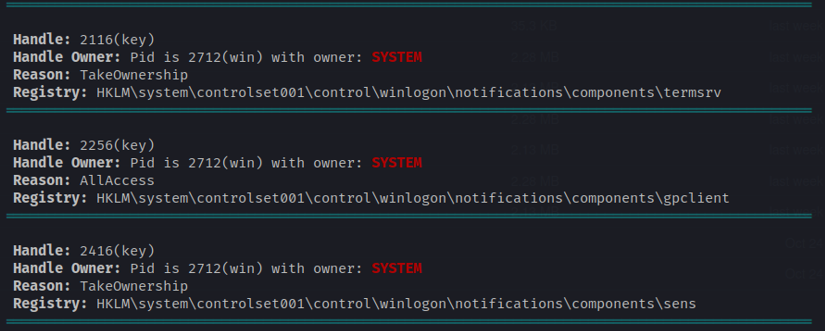 Handle: 2116(key)
Handle Owner: Pid is 2712(win) with owner: SYSTEM
Reason: TakeOwnership
Registry: HKLM\system\controlset001\control\winlogon\notifications\components\termsrv
Handle: 2256(key)
Handle Owner: Pid is 2712(win) with owner: SYSTEM
Reason: AllAccess
Registry: HKLM\system\controlset001\control\winlogon\notifications\components\gpclient
Handle: 2416(key)
Handle Owner: Pid is 2712(win) with owner: SYSTEM
Reason: TakeOwnership
Registry: HKLM\system\controlset001\control\winlogon\notifications\components\sens